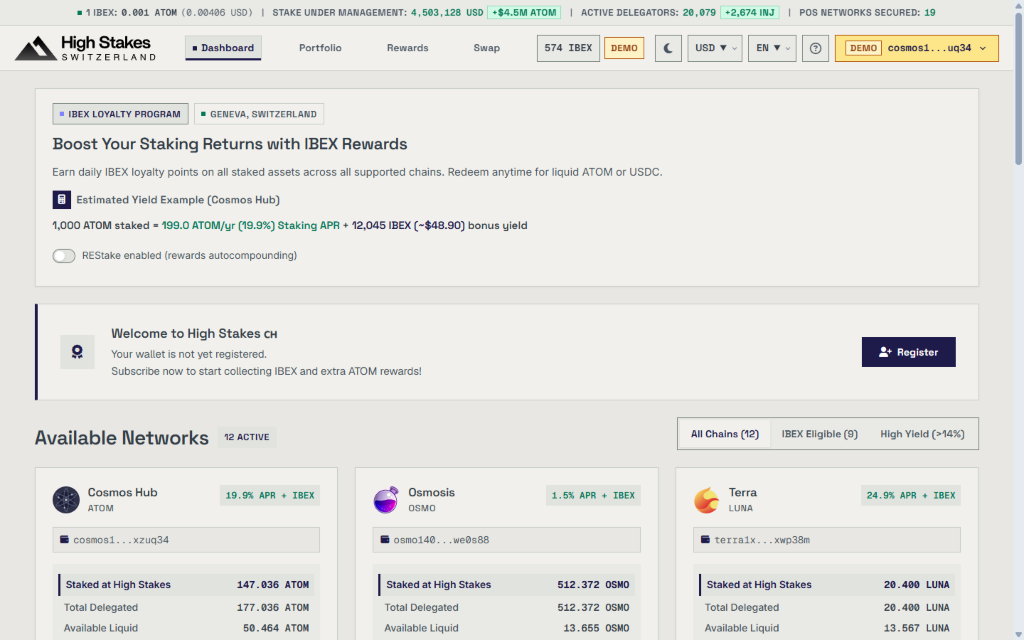 1 IBEX: 0.001 ATOM (0.00406 USD) | STAKE UNDER MANAGEMENT: 4,503,128 USD +$4.5M ATOM | ACTIVE DELEGATORS: 20,079 +2,674 INJ | POS NETWORKS SECURED: 19
High Stakes
SWITZERLAND
Dashboard Portfolio Rewards Swap 574 IBEX DEMO USD ▼ EN ▼ DEMO cosmos1...uq34
IBEX LOYALTY PROGRAM GENEVA, SWITZERLAND
Boost Your Staking Returns with IBEX Rewards
Earn daily IBEX loyalty points on all staked assets across all supported chains. Redeem anytime for liquid ATOM or USDC.
Estimated Yield Example (Cosmos Hub)
1,000 ATOM staked = 199.0 ATOM/yr (19.9%) Staking APR + 12,045 IBEX (~$48.90) bonus yield
REStake enabled (rewards autocompounding)
Welcome to High Stakes CH
Your wallet is not yet registered.
Subscribe now to start collecting IBEX and extra ATOM rewards!
Register
Available Networks 12 ACTIVE
All Chains (12) IBEX Eligible (9) High Yield (>14%)
Cosmos Hub
ATOM
19.9% APR + IBEX
cosmos1...xzuq34
Staked at High Stakes 147.036 ATOM
Total Delegated 177.036 ATOM
Available Liquid 50.464 ATOM
Osmosis
OSMO
1.5% APR + IBEX
osmo140...we0s88
Staked at High Stakes 512.372 OSMO
Total Delegated 512.372 OSMO
Available Liquid 13.655 OSMO
Terra
LUNA
24.9% APR + IBEX
terra1x...xwp38m
Staked at High Stakes 20.400 LUNA
Total Delegated 20.400 LUNA
Available Liquid 13.567 LUNA